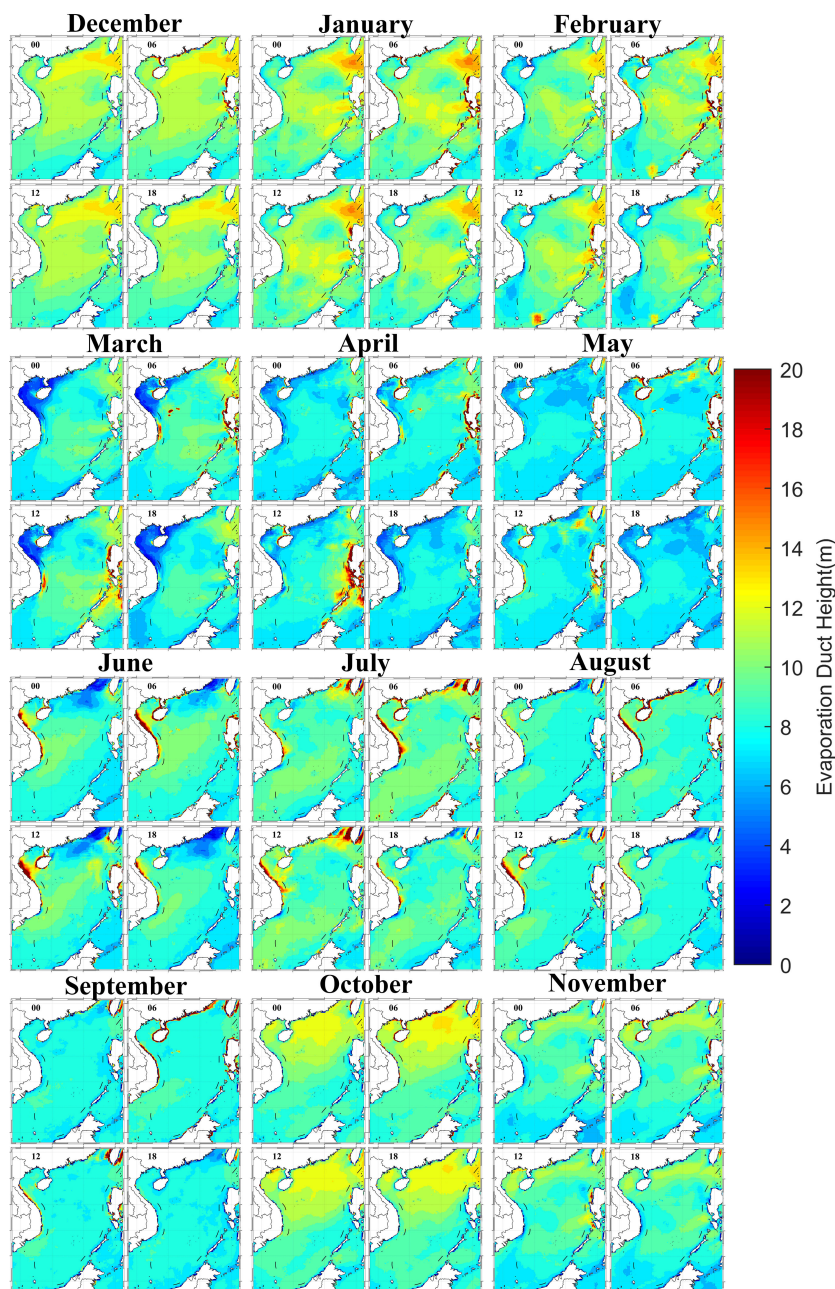 December January February
00 06 00 06 00 06
12 18 12 18 12 18
March April May
00 06 00 06 00 06
12 18 12 18 12 18
June July August
00 06 00 06 00 06
12 18 12 18 12 18
September October November
00 06 00 06 00 06
12 18 12 18 12 18
20
18
16
14
12
10
8
6
4
2
0
Evaporation Duct Height(m)